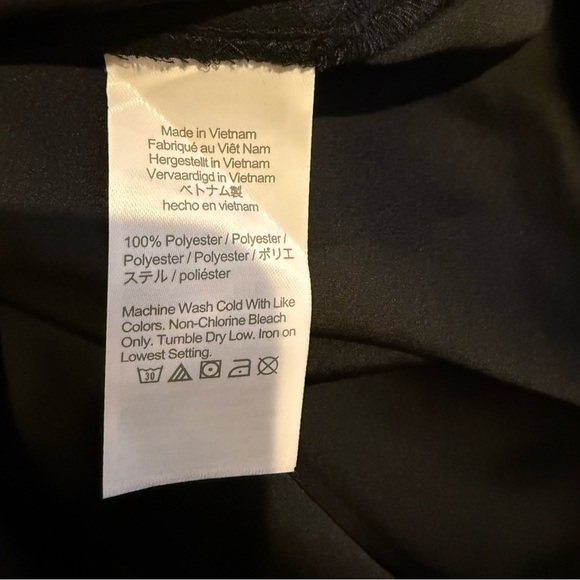 Made in Vietnam
Fabriqué au Viêt Nam
Hergestellt in Vietnam
Vervaardigd in Vietnam
ベトナム製
hecho en vietnam
100% Polyester / Polyester /
Polyester / Polyester / ポリエ
ステル / poliéster
Machine Wash Cold With Like
Colors. Non-Chlorine Bleach
Only. Tumble Dry Low. Iron on
Lowest Setting.
30